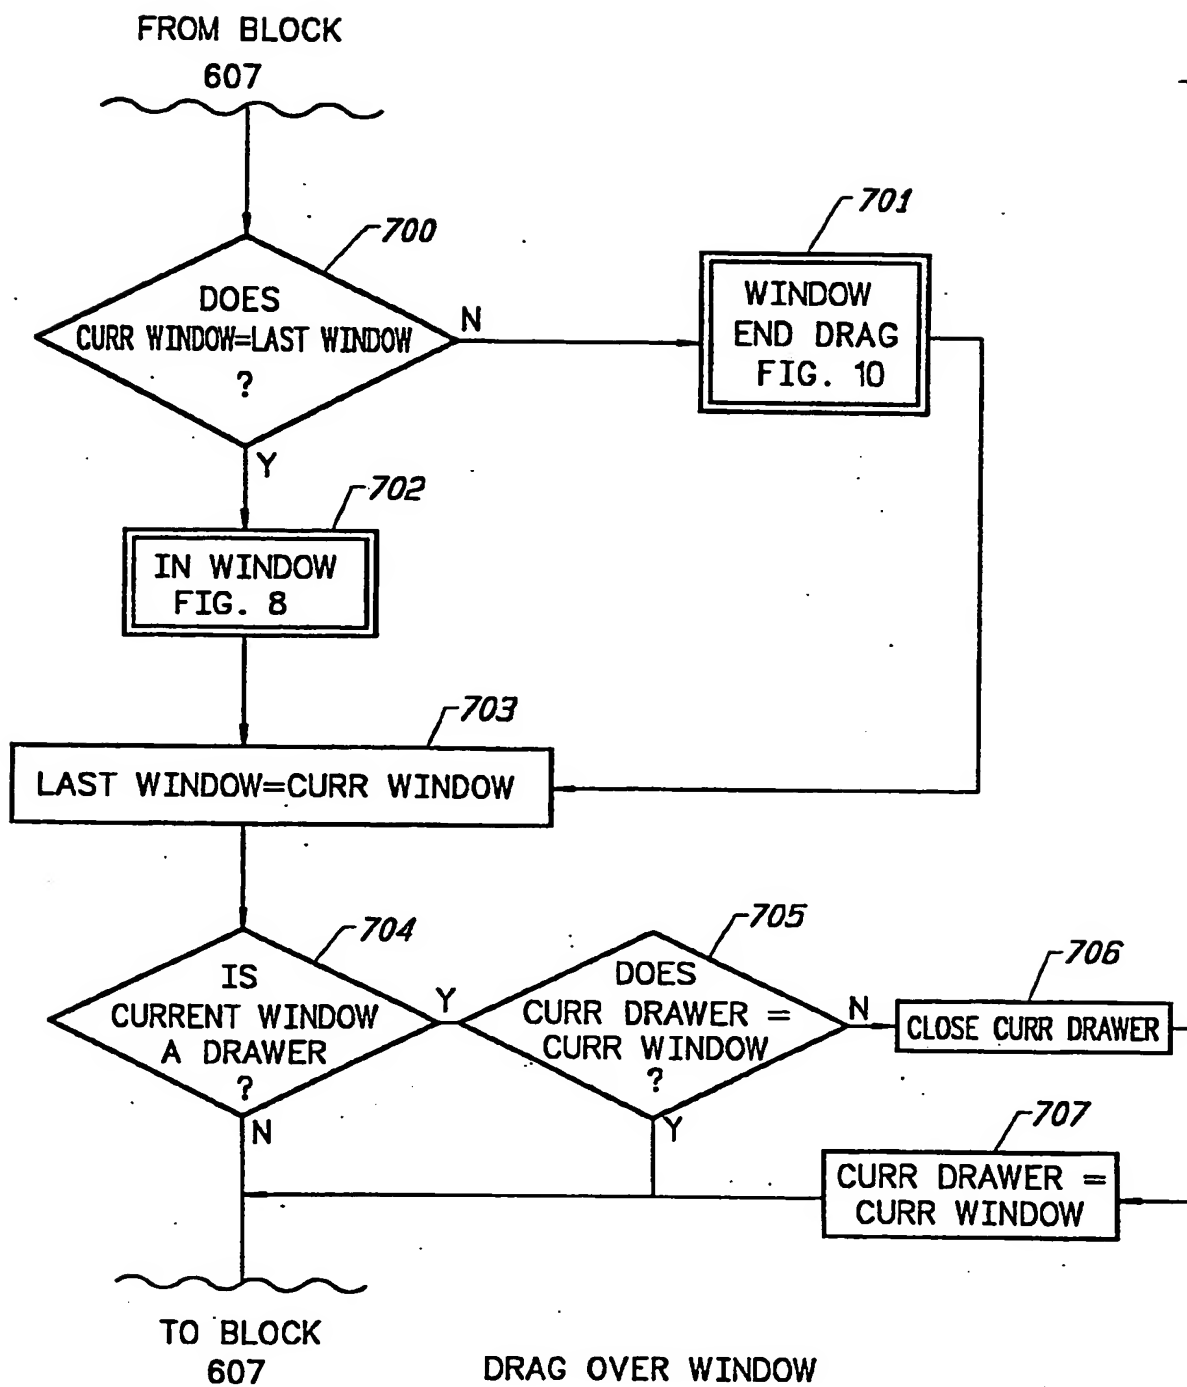 FROM BLOCK
607
700
DOES
CURR WINDOW=LAST WINDOW
?
N
Y
701
WINDOW
END DRAG
FIG. 10
702
IN WINDOW
FIG. 8
703
LAST WINDOW=CURR WINDOW
704
IS
CURRENT WINDOW
A DRAWER
?
Y
N
705
DOES
CURR DRAWER =
CURR WINDOW
?
N
Y
706
CLOSE CURR DRAWER
707
CURR DRAWER =
CURR WINDOW
TO BLOCK
607
DRAG OVER WINDOW